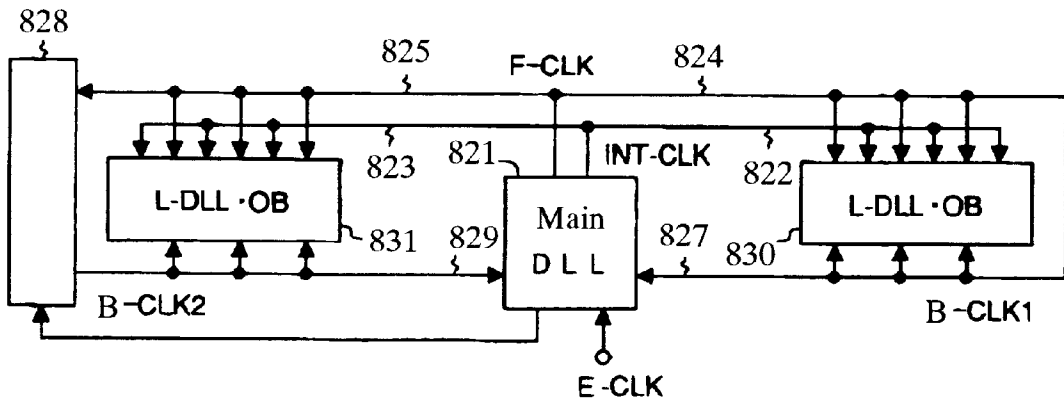 828
825
F-CLK
824
823
821
INT-CLK
822
L-DLL·OB
831
829
Main
DLL
827
830
L-DLL·OB
B-CLK2
B-CLK1
E-CLK